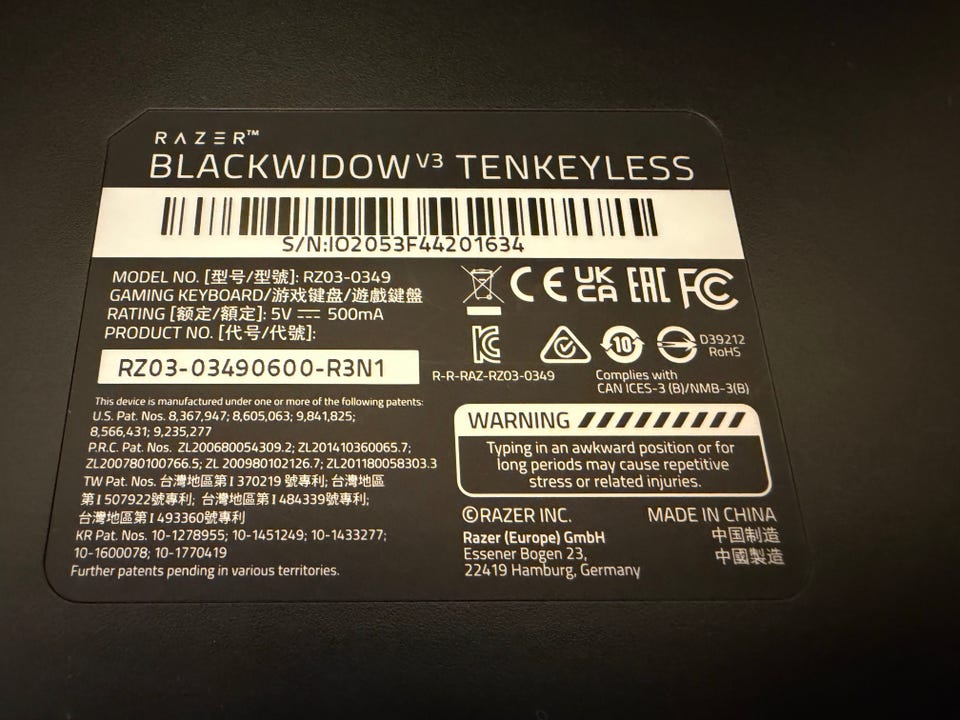 RAZER™
BLACKWIDOW V3 TENKEYLESS
S/N:IO2053F44201634
MODEL NO. [型号/型號]: RZ03-0349
GAMING KEYBOARD/游戏键盘/遊戲鍵盤
RATING [额定/額定]: 5V ⎓ 500mA
PRODUCT NO. [代号/代號]:
RZ03-03490600-R3N1
This device is manufactured under one or more of the following patents:
U.S. Pat. Nos. 8,367,947; 8,605,063; 9,841,825;
8,566,431; 9,235,277
P.R.C. Pat. Nos. ZL200680054309.2; ZL201410360065.7;
ZL200780100766.5; ZL 200980102126.7; ZL201180058303.3
TW Pat. Nos. 台灣地區第I 370219 號專利; 台灣地區
第I 507922號專利; 台灣地區第I 484339號專利;
台灣地區第I 493360號專利
KR Pat. Nos. 10-1278955; 10-1451249; 10-1433277;
10-1600078; 10-1770419
Further patents pending in various territories.
CE UK CA EAC FC
KC
10
D39212
RoHS
R-R-RAZ-RZ03-0349
Complies with
CAN ICES-3 (B)/NMB-3(B)
WARNING
Typing in an awkward position or for
long periods may cause repetitive
stress or related injuries.
©RAZER INC.
Razer (Europe) GmbH
Essener Bogen 23,
22419 Hamburg, Germany
MADE IN CHINA
中国制造
中國製造